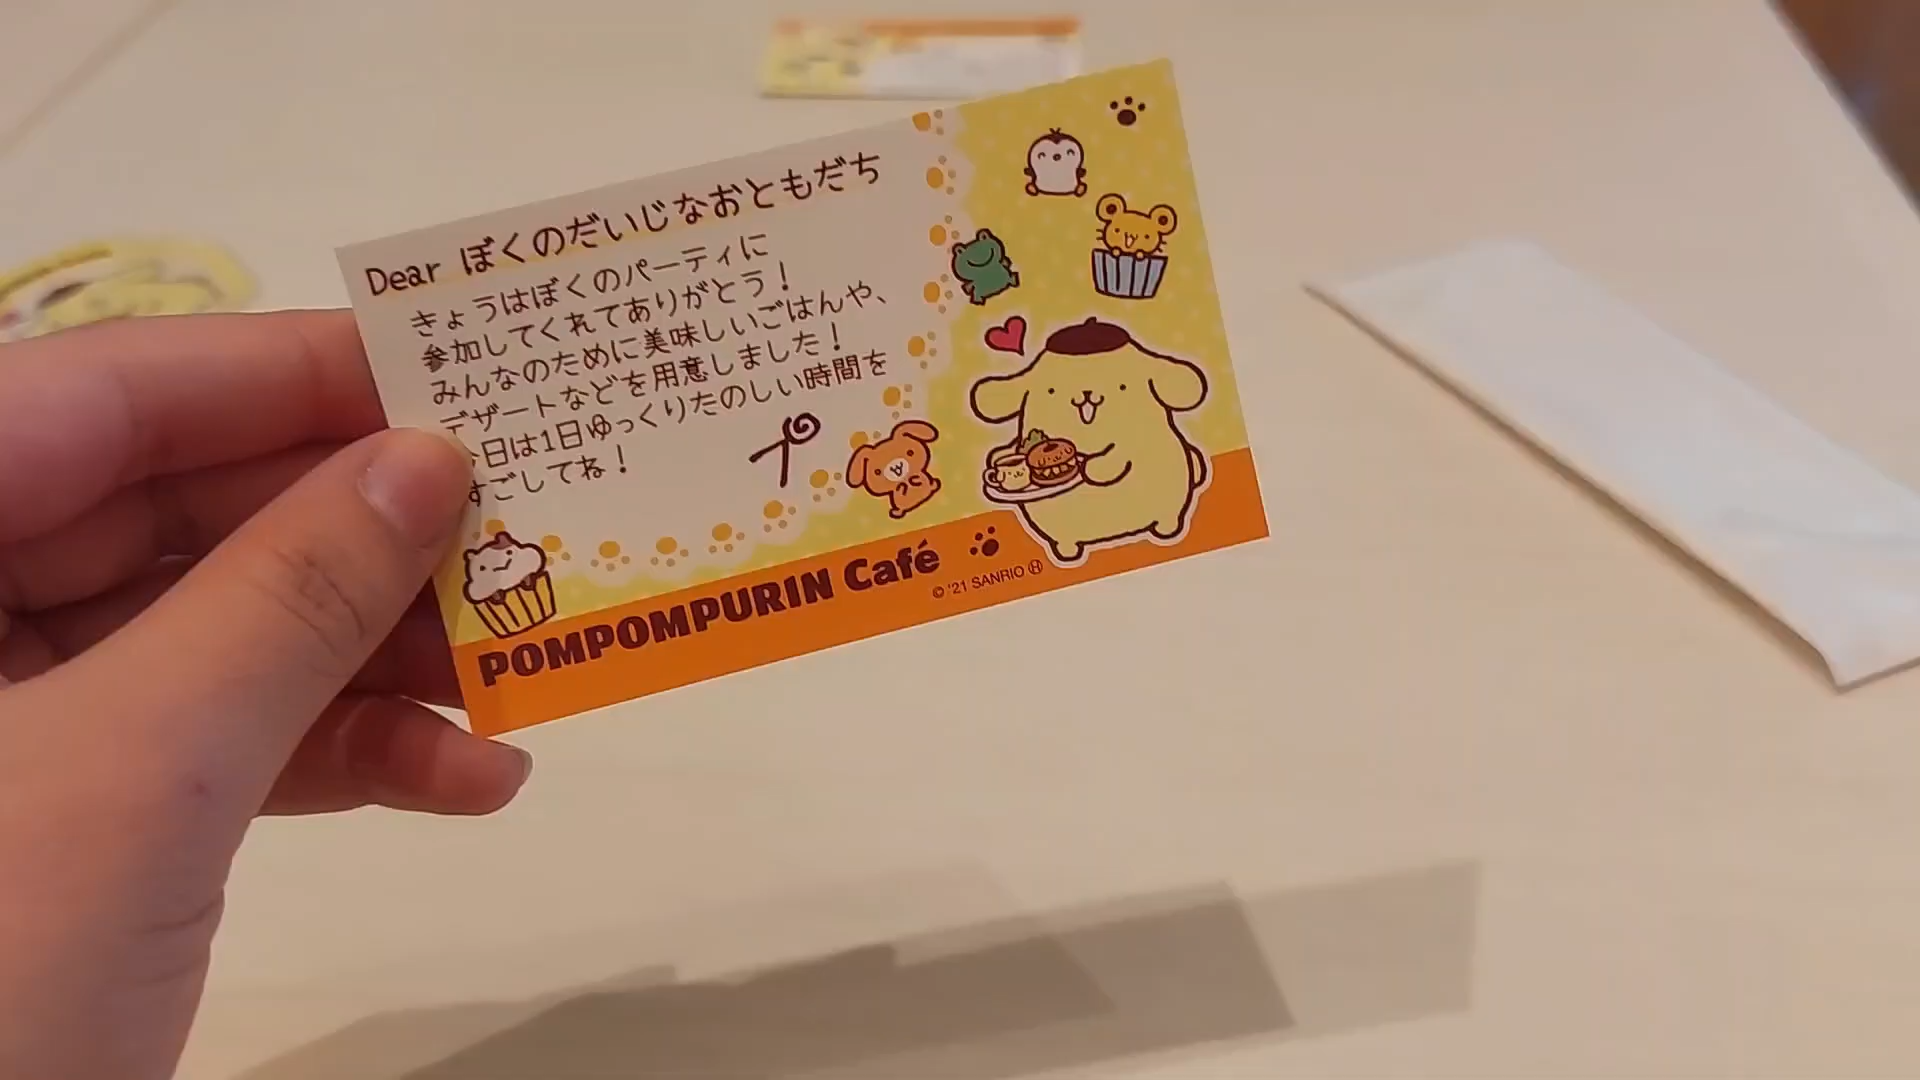 Dear ぼくのだいじなおともだち
きょうはぼくのパーティに
参加してくれてありがとう!
みんなのために美味しいごはんや、
デザートなどを用意しました!
今日は1日ゆっくりたのしい時間を
すごしてね!
POMPOMPURIN Café
© '21 SANRIO Ⓗ